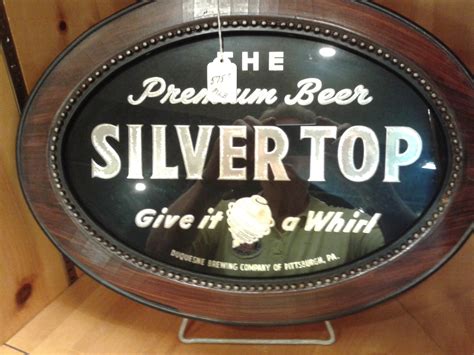 THE
Premium Beer
SILVER TOP
Give it a Whirl
DUQUESNE BREWING COMPANY OF PITTSBURGH, PA.